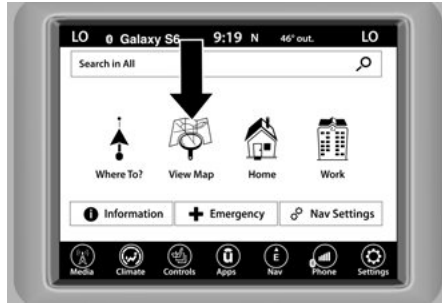 LO Galaxy S6 9:19 N 46° out. LO
Search in All
Where To? View Map Home Work
Information Emergency Nav Settings
Media Climate Controls Apps Nav Phone Settings